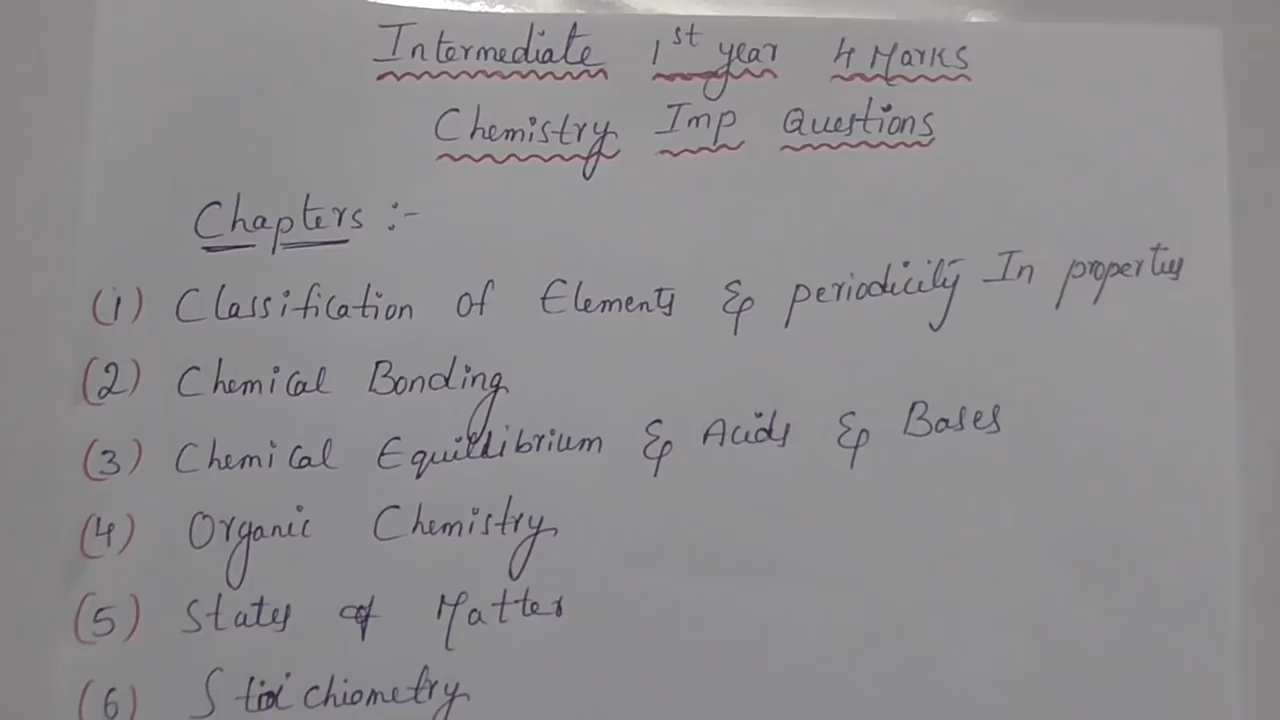 Intermediate 1st year 4 Marks
Chemistry Imp Questions
Chapters :-
(1) Classification of Elements & periodicity In properties
(2) Chemical Bonding
(3) Chemical Equillibrium & Acids & Bases
(4) Organic Chemistry
(5) States of Matter
(6) Stoichiometry